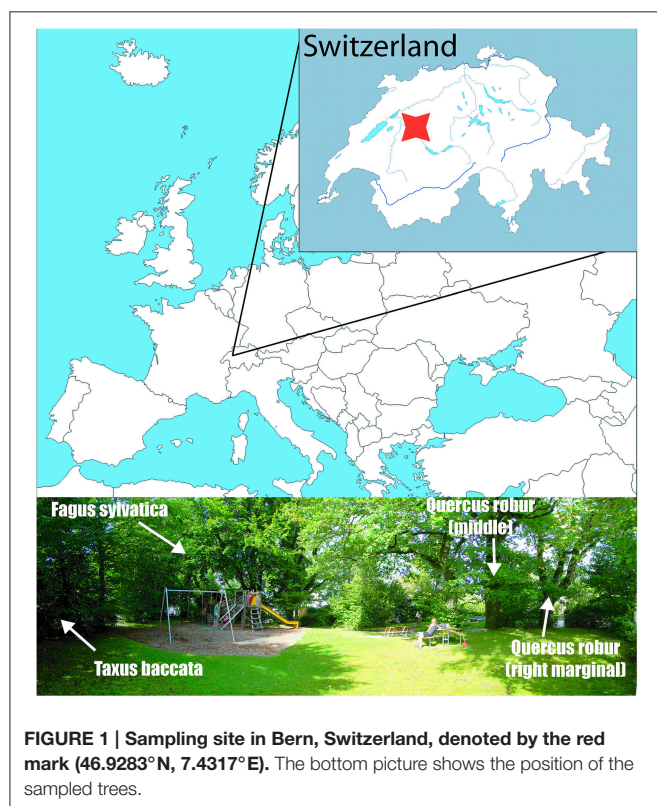 Switzerland
Fagus sylvatica
Quercus robur
(middle)
Taxus baccata
Quercus robur
(right marginal)
FIGURE 1 | Sampling site in Bern, Switzerland, denoted by the red
mark (46.9283°N, 7.4317°E). The bottom picture shows the position of the
sampled trees.